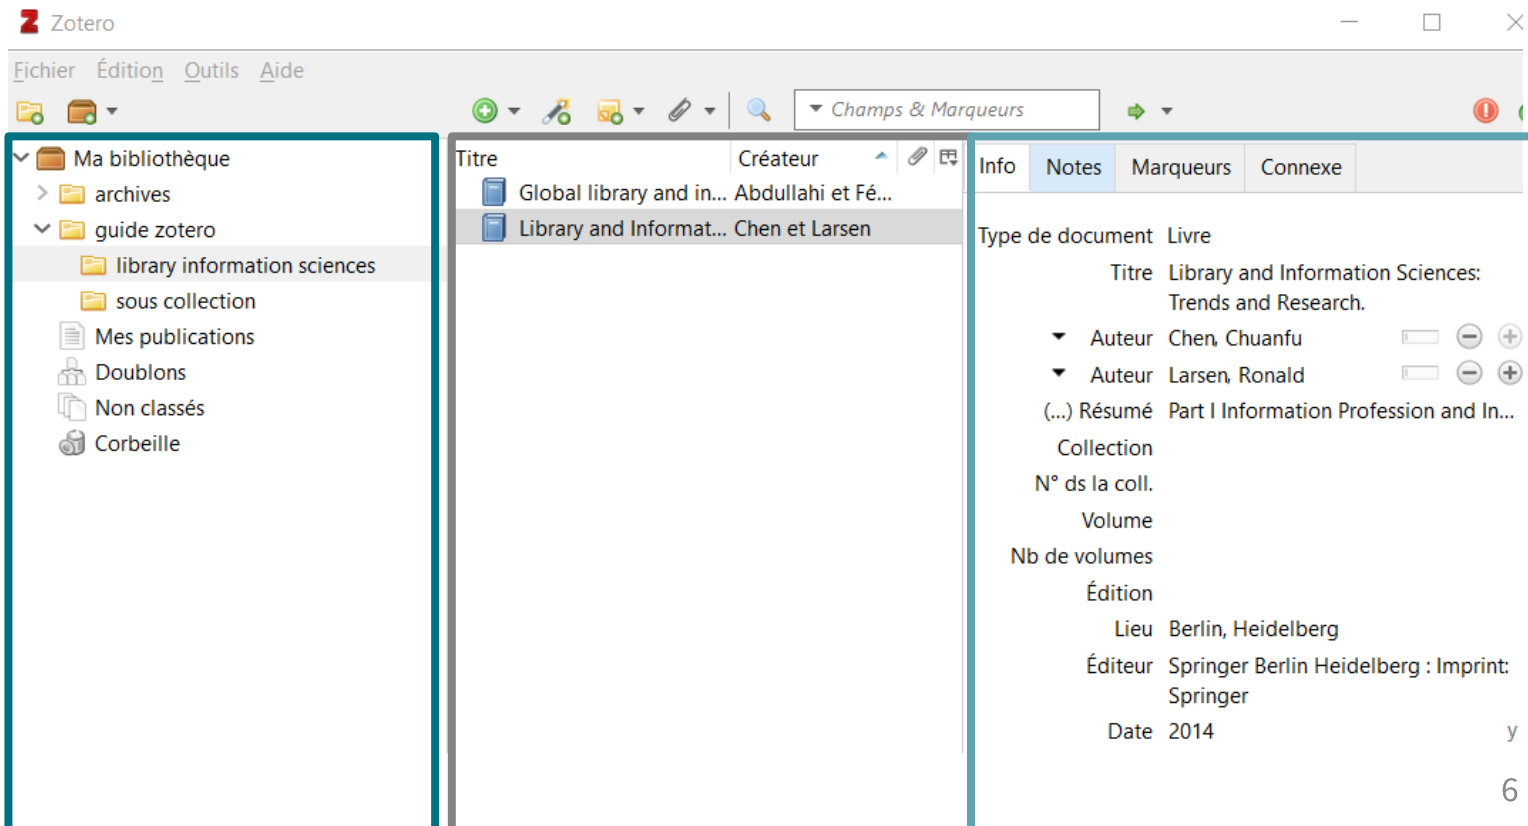 Zotero
Fichier Édition Outils Aide
Champs & Marqueurs
Ma bibliothèque
archives
guide zotero
library information sciences
sous collection
Mes publications
Doublons
Non classés
Corbeille
Titre Créateur
Global library and in... Abdullahi et Fé...
Library and Informat... Chen et Larsen
Info Notes Marqueurs Connexe
Type de document Livre
Titre Library and Information Sciences:
Trends and Research.
Auteur Chen, Chuanfu
Auteur Larsen, Ronald
(...) Résumé Part I Information Profession and In...
Collection
N° ds la coll.
Volume
Nb de volumes
Édition
Lieu Berlin, Heidelberg
Éditeur Springer Berlin Heidelberg : Imprint:
Springer
Date 2014 y
6